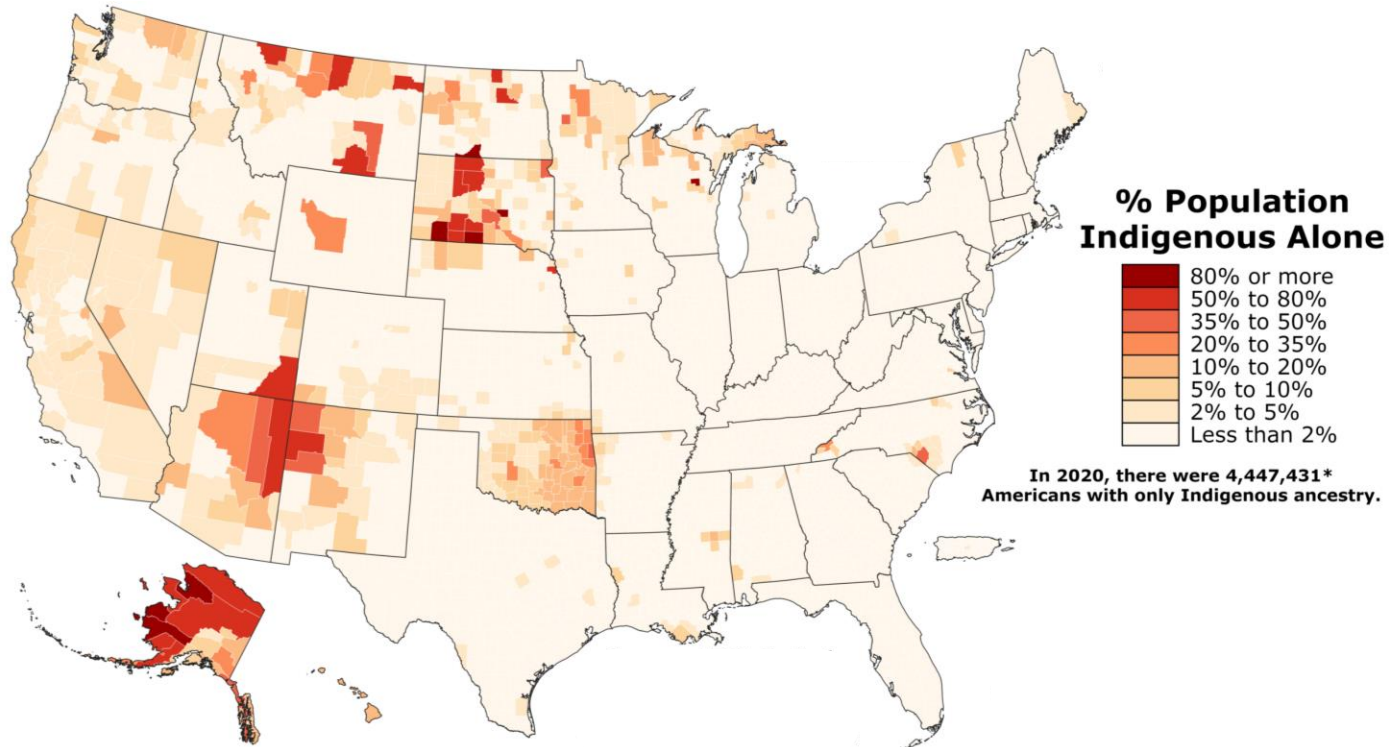 % Population
Indigenous Alone
80% or more
50% to 80%
35% to 50%
20% to 35%
10% to 20%
5% to 10%
2% to 5%
Less than 2%
In 2020, there were 4,447,431*
Americans with only Indigenous ancestry.